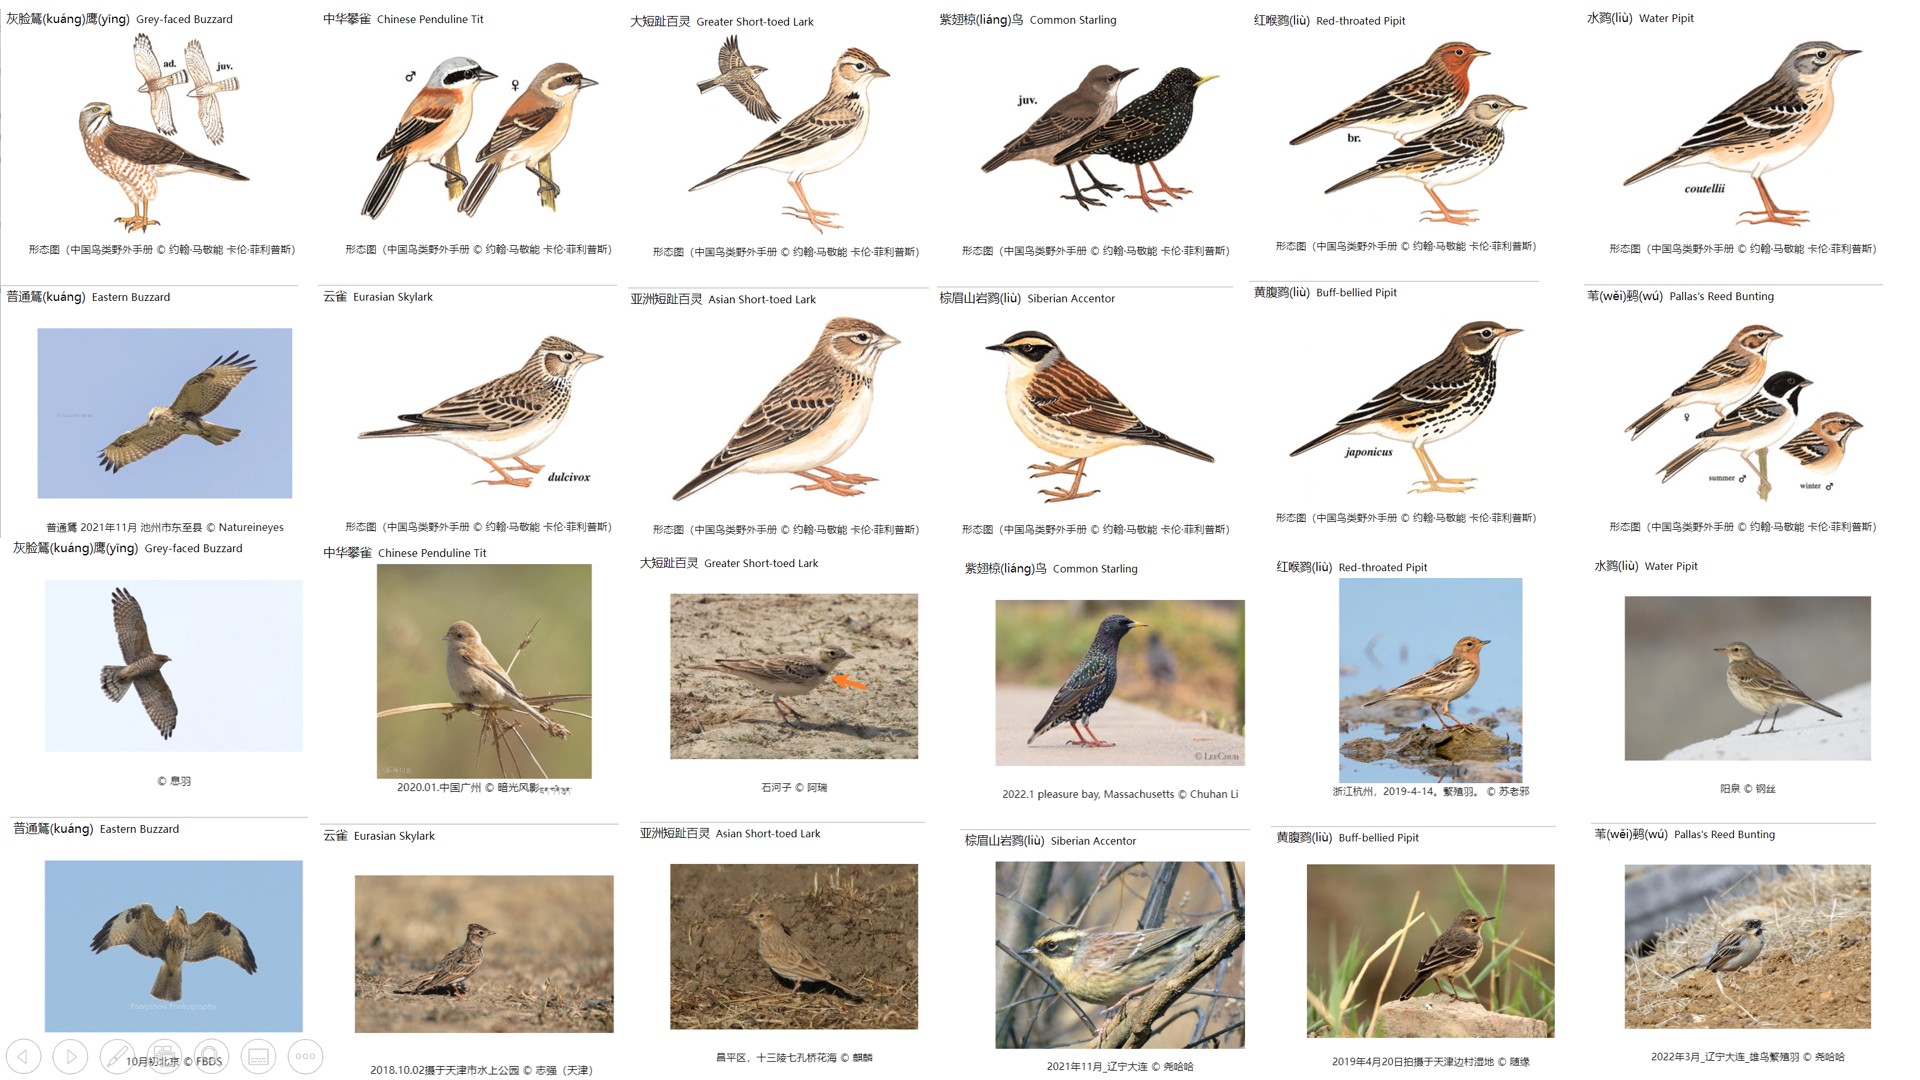 灰脸鵟(kuáng)鹰(yīng) Grey-faced Buzzard
ad.
juv.
形态图（中国鸟类野外手册 © 约翰·马敬能 卡伦·菲利普斯）
中华攀雀 Chinese Penduline Tit
♂
♀
形态图（中国鸟类野外手册 © 约翰·马敬能 卡伦·菲利普斯）
大短趾百灵 Greater Short-toed Lark
形态图（中国鸟类野外手册 © 约翰·马敬能 卡伦·菲利普斯）
紫翅椋(liáng)鸟 Common Starling
juv.
形态图（中国鸟类野外手册 © 约翰·马敬能 卡伦·菲利普斯）
红喉鹨(liù) Red-throated Pipit
br.
形态图（中国鸟类野外手册 © 约翰·马敬能 卡伦·菲利普斯）
水鹨(liù) Water Pipit
coutellii
形态图（中国鸟类野外手册 © 约翰·马敬能 卡伦·菲利普斯）
普通鵟(kuáng) Eastern Buzzard
普通鵟 2021年11月 池州市东至县 © Natureineyes
云雀 Eurasian Skylark
dulcivox
形态图（中国鸟类野外手册 © 约翰·马敬能 卡伦·菲利普斯）
亚洲短趾百灵 Asian Short-toed Lark
形态图（中国鸟类野外手册 © 约翰·马敬能 卡伦·菲利普斯）
棕眉山岩鹨(liù) Siberian Accentor
形态图（中国鸟类野外手册 © 约翰·马敬能 卡伦·菲利普斯）
黄腹鹨(liù) Buff-bellied Pipit
japonicus
形态图（中国鸟类野外手册 © 约翰·马敬能 卡伦·菲利普斯）
苇(wěi)鹀(wú) Pallas's Reed Bunting
♀
summer ♂
winter ♂
形态图（中国鸟类野外手册 © 约翰·马敬能 卡伦·菲利普斯）
灰脸鵟(kuáng)鹰(yīng) Grey-faced Buzzard
© 息羽
中华攀雀 Chinese Penduline Tit
2020.01.中国广州 © 暗光风影
大短趾百灵 Greater Short-toed Lark
石河子 © 阿瑞
紫翅椋(liáng)鸟 Common Starling
© LeeChuh
2022.1 pleasure bay, Massachusetts © Chuhan Li
红喉鹨(liù) Red-throated Pipit
浙江杭州，2019-4-14。繁殖羽。 © 苏老邪
水鹨(liù) Water Pipit
阳泉 © 钢丝
普通鵟(kuáng) Eastern Buzzard
Fangzhou Photography
10月初北京 © FBDS
云雀 Eurasian Skylark
2018.10.02摄于天津市水上公园 © 志强（天津）
亚洲短趾百灵 Asian Short-toed Lark
昌平区，十三陵七孔桥花海 © 麒麟
棕眉山岩鹨(liù) Siberian Accentor
2021年11月_辽宁大连 © 尧哈哈
黄腹鹨(liù) Buff-bellied Pipit
2019年4月20日拍摄于天津边村湿地 © 随缘
苇(wěi)鹀(wú) Pallas's Reed Bunting
2022年3月_辽宁大连_雄鸟繁殖羽 © 尧哈哈